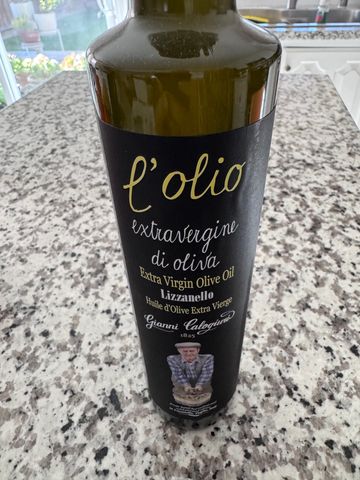 l'olio
extravergine
di oliva
Extra Virgin Olive Oil
Lizzanello
Huile d'Olive Extra Vierge
Gianni Calogiuri
1825